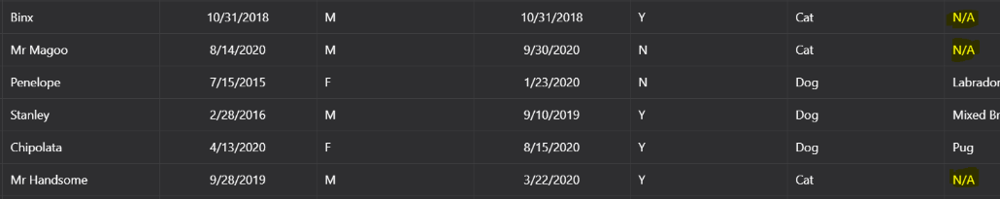 Binx 10/31/2018 M 10/31/2018 Y Cat N/A
Mr Magoo 8/14/2020 M 9/30/2020 N Cat N/A
Penelope 7/15/2015 F 1/23/2020 N Dog Labrador
Stanley 2/28/2016 M 9/10/2019 Y Dog Mixed Br
Chipolata 4/13/2020 F 8/15/2020 Y Dog Pug
Mr Handsome 9/28/2019 M 3/22/2020 Y Cat N/A